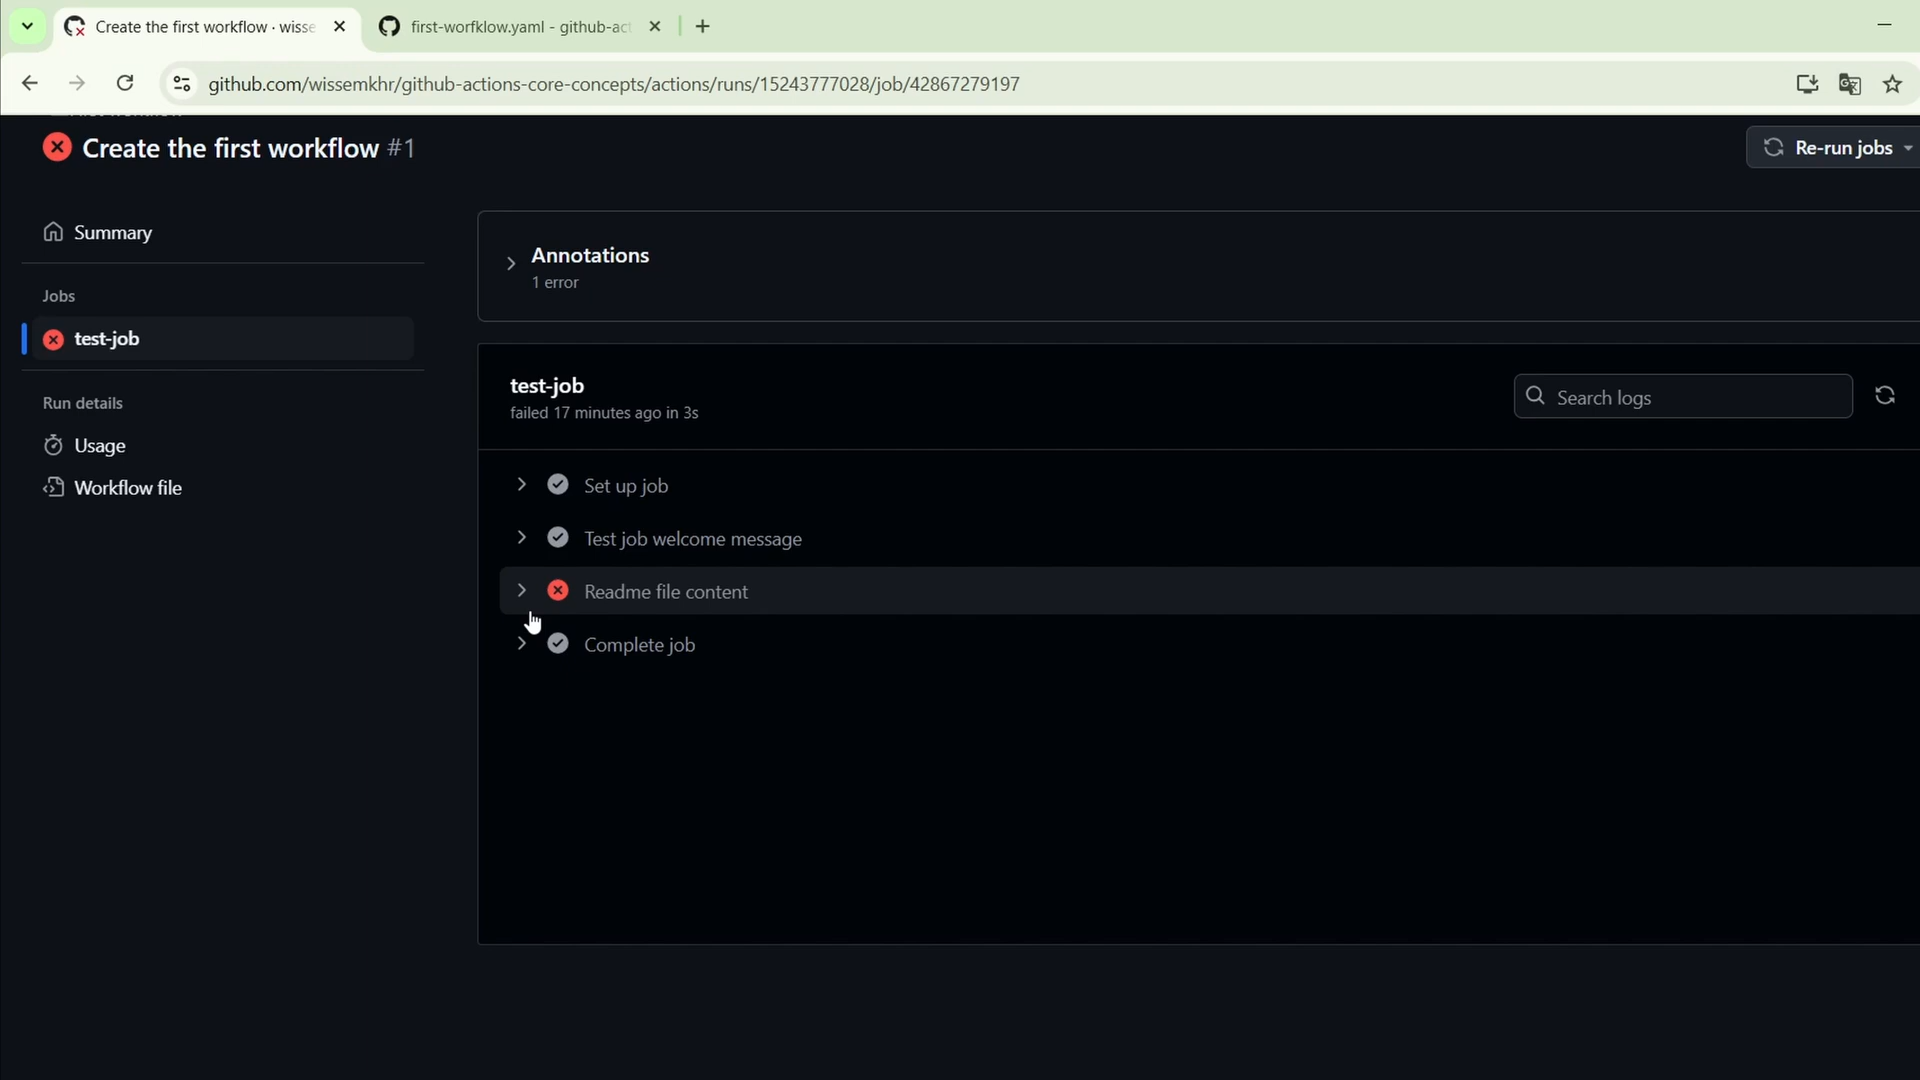 Create the first workflow · wisse
first-worfklow.yaml - github-act
github.com/wissemkhr/github-actions-core-concepts/actions/runs/15243777028/job/42867279197
Create the first workflow #1
Re-run jobs
Summary
Annotations
1 error
Jobs
test-job
test-job
failed 17 minutes ago in 3s
Search logs
Run details
Usage
Workflow file
Set up job
Test job welcome message
Readme file content
Complete job